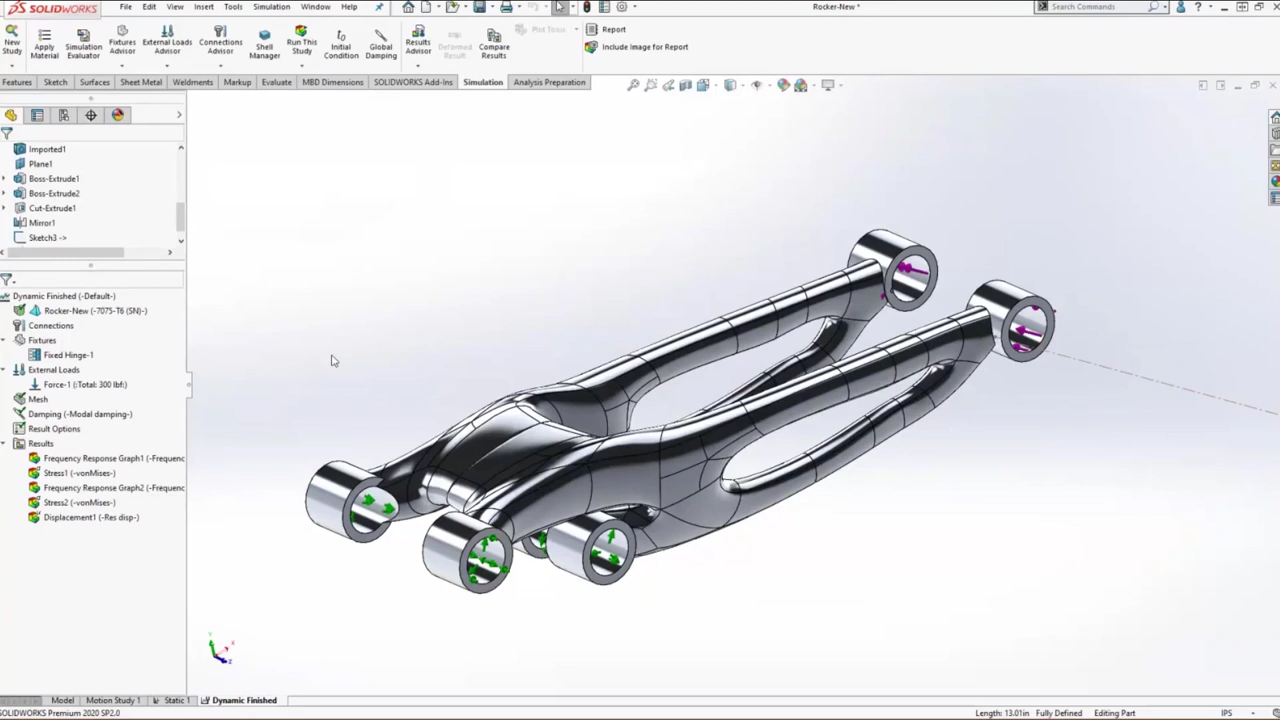 SOLIDWORKS File Edit View Insert Tools Simulation Window Help Rocker-New * Search Commands
New Study
Apply Material
Simulation Evaluator
Fixtures Advisor
External Loads Advisor
Connections Advisor
Shell Manager
Run This Study
Initial Condition
Global Damping
Results Advisor
Deformed Result
Compare Results
Plot Tools
Report
Include Image for Report
Features Sketch Surfaces Sheet Metal Weldments Markup Evaluate MBD Dimensions SOLIDWORKS Add-Ins Simulation Analysis Preparation
Imported1
Plane1
Boss-Extrude1
Boss-Extrude2
Cut-Extrude1
Mirror1
Sketch3 ->
Dynamic Finished (-Default-)
Rocker-New (-7075-T6 (SN)-)
Connections
Fixtures
Fixed Hinge-1
External Loads
Force-1 (:Total: 300 lbf:)
Mesh
Damping (-Modal damping-)
Result Options
Results
Frequency Response Graph1 (-Frequenc
Stress1 (-vonMises-)
Frequency Response Graph2 (-Frequenc
Stress2 (-vonMises-)
Displacement1 (-Res disp-)
Y
X
Z
Model Motion Study 1 Static 1 Dynamic Finished
SOLIDWORKS Premium 2020 SP2.0 Length: 13.01in Fully Defined Editing Part IPS